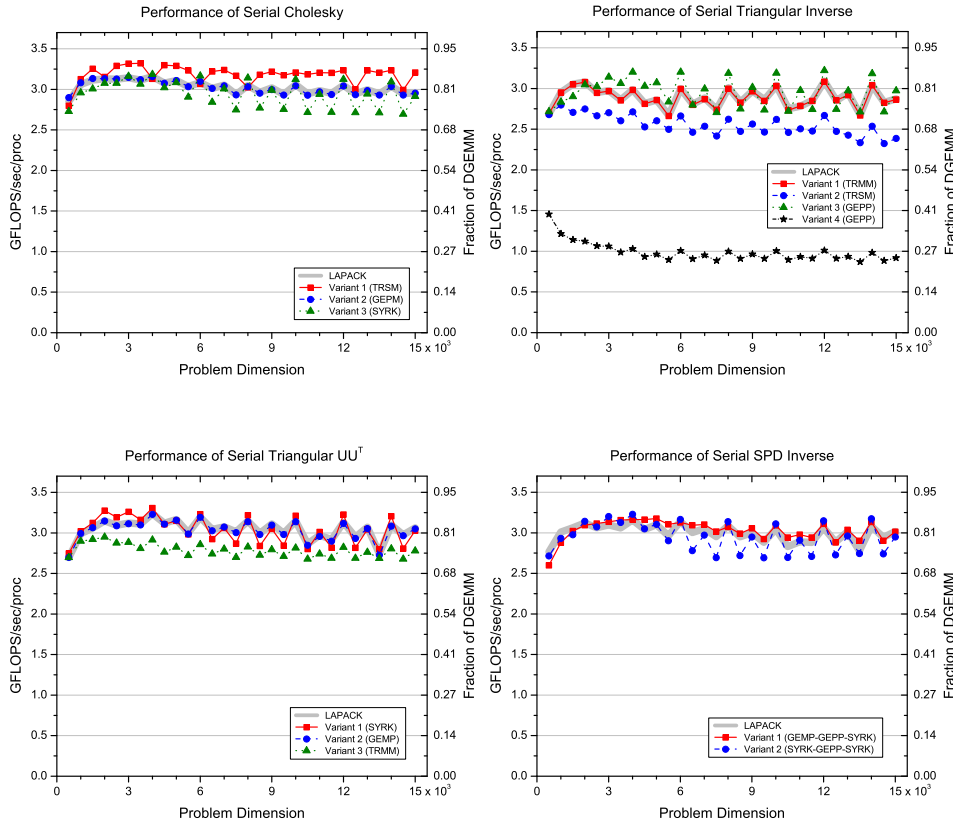 Performance of Serial Cholesky
GFLOPS/sec/proc
3.5
3.0
2.5
2.0
1.5
1.0
0.5
0.0
0.95
0.81
0.68
0.54
0.41
0.27
0.14
0.00
Fraction of DGEMM
LAPACK
Variant 1 (TRSM)
Variant 2 (GEPM)
Variant 3 (SYRK)
0 3 6 9 12 15 x 10³
Problem Dimension
Performance of Serial Triangular Inverse
GFLOPS/sec/proc
3.5
3.0
2.5
2.0
1.5
1.0
0.5
0.0
0.95
0.81
0.68
0.54
0.41
0.27
0.14
0.00
Fraction of DGEMM
LAPACK
Variant 1 (TRMM)
Variant 2 (TRSM)
Variant 3 (GEPP)
Variant 4 (GEPP)
0 3 6 9 12 15 x 10³
Problem Dimension
Performance of Serial Triangular UUᵀ
GFLOPS/sec/proc
3.5
3.0
2.5
2.0
1.5
1.0
0.5
0.0
0.95
0.81
0.68
0.54
0.41
0.27
0.14
0.00
Fraction of DGEMM
LAPACK
Variant 1 (SYRK)
Variant 2 (GEMP)
Variant 3 (TRMM)
0 3 6 9 12 15 x 10³
Problem Dimension
Performance of Serial SPD Inverse
GFLOPS/sec/proc
3.5
3.0
2.5
2.0
1.5
1.0
0.5
0.0
0.95
0.81
0.68
0.54
0.41
0.27
0.14
0.00
Fraction of DGEMM
LAPACK
Variant 1 (GEMP-GEPP-SYRK)
Variant 2 (SYRK-GEPP-SYRK)
0 3 6 9 12 15 x 10³
Problem Dimension